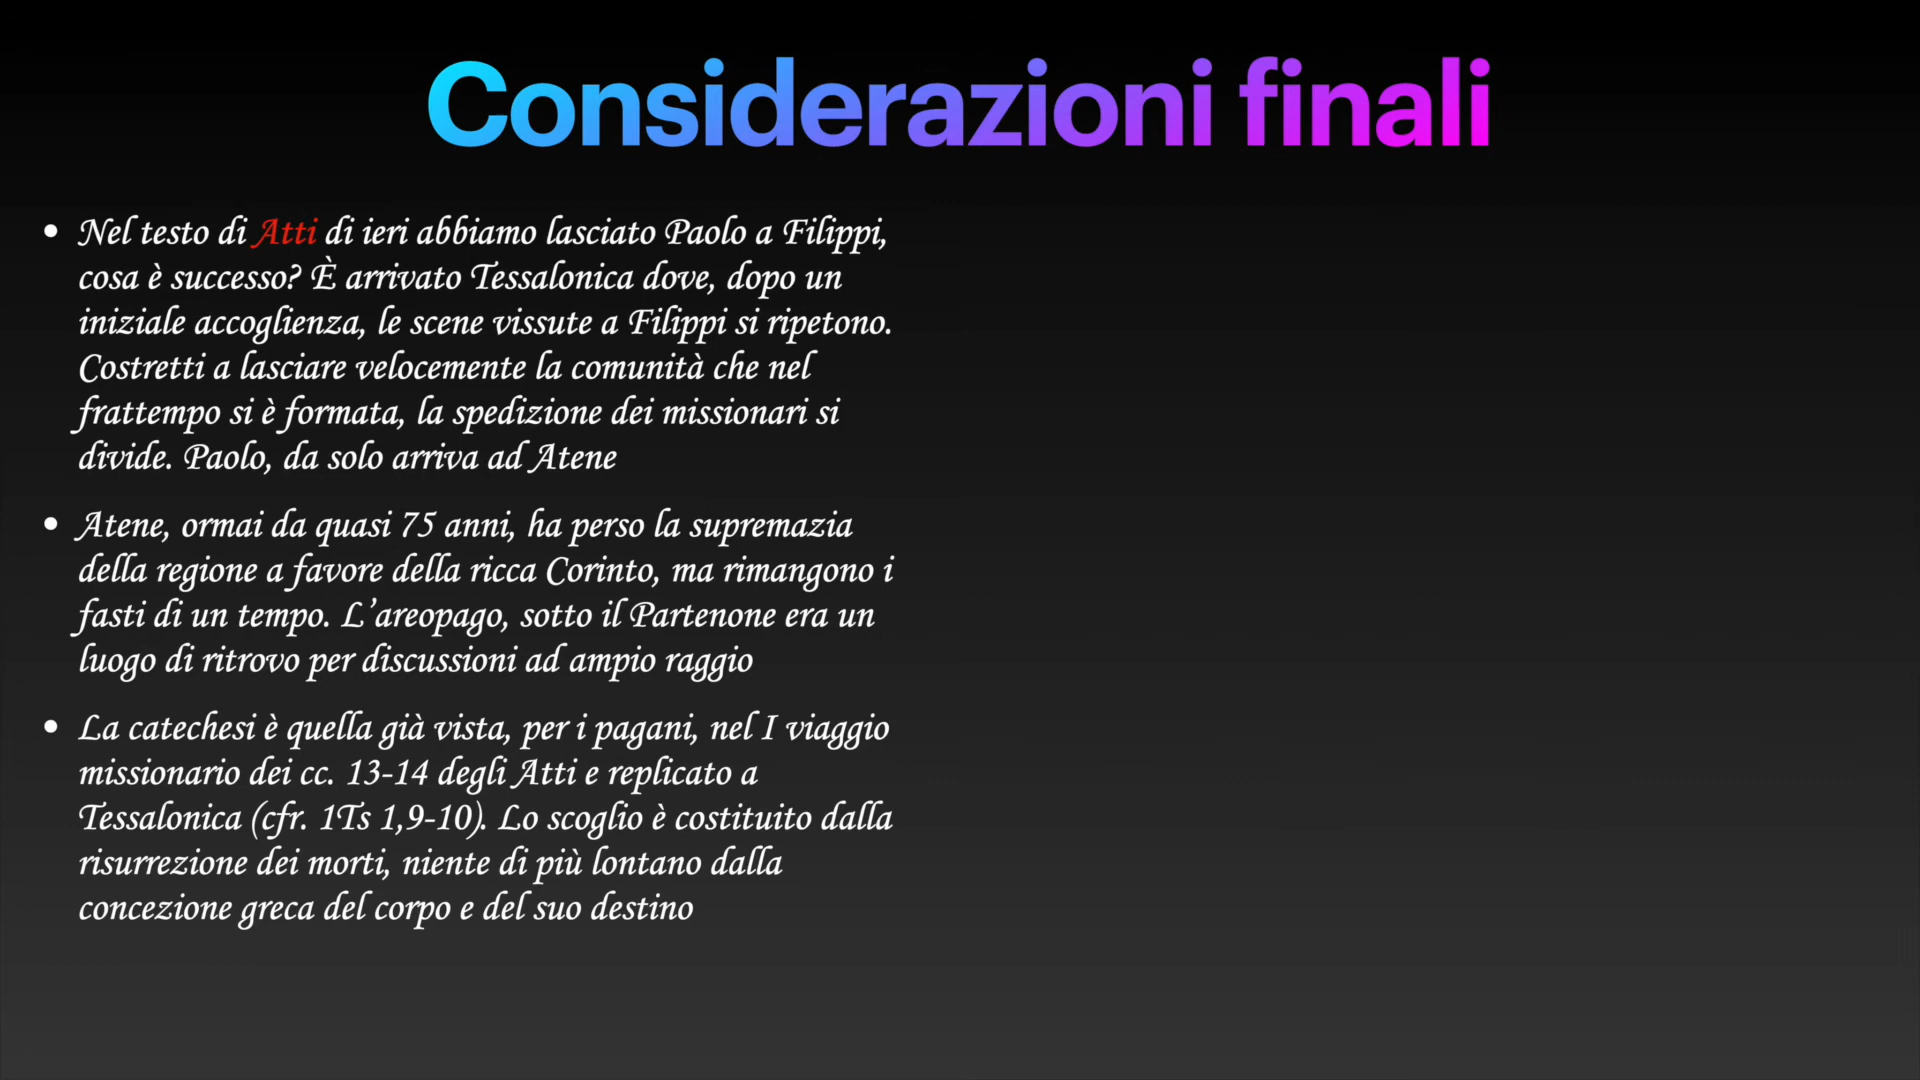 Considerazioni finali
• Nel testo di Atti di ieri abbiamo lasciato Paolo a Filippi,
cosa è successo? È arrivato Tessalonica dove, dopo un
iniziale accoglienza, le scene vissute a Filippi si ripetono.
Costretti a lasciare velocemente la comunità che nel
frattempo si è formata, la spedizione dei missionari si
divide. Paolo, da solo arriva ad Atene
• Atene, ormai da quasi 75 anni, ha perso la supremazia
della regione a favore della ricca Corinto, ma rimangono i
fasti di un tempo. L’areopago, sotto il Partenone era un
luogo di ritrovo per discussioni ad ampio raggio
• La catechesi è quella già vista, per i pagani, nel I viaggio
missionario dei cc. 13-14 degli Atti e replicato a
Tessalonica (cfr. 1Ts 1,9-10). Lo scoglio è costituito dalla
risurrezione dei morti, niente di più lontano dalla
concezione greca del corpo e del suo destino